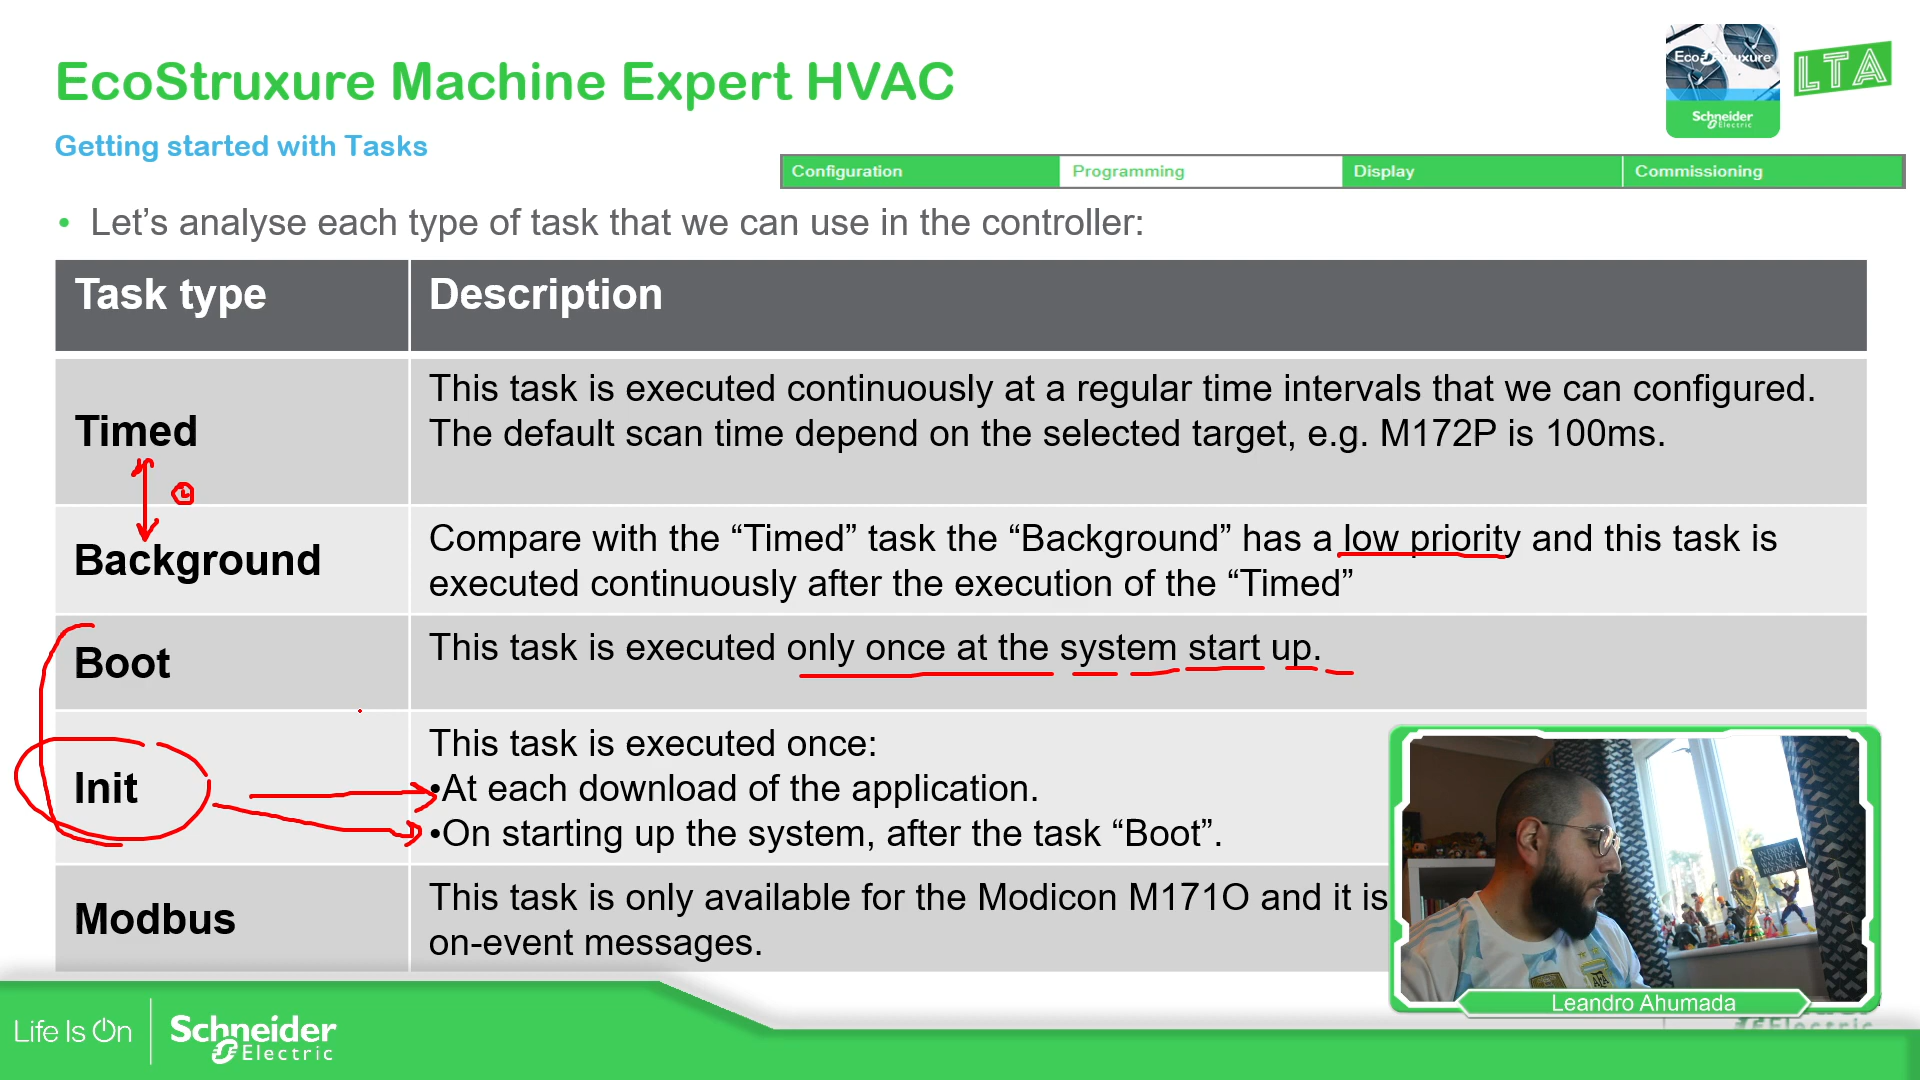 EcoStruxure Machine Expert HVAC
Getting started with Tasks
EcoStruxure
Schneider
Electric
LTA
Configuration
Programming
Display
Commissioning
• Let’s analyse each type of task that we can use in the controller:
Task type
Description
Timed
This task is executed continuously at a regular time intervals that we can configured.
The default scan time depend on the selected target, e.g. M172P is 100ms.
Background
Compare with the “Timed” task the “Background” has a low priority and this task is
executed continuously after the execution of the “Timed”
Boot
This task is executed only once at the system start up.
Init
This task is executed once:
•At each download of the application.
•On starting up the system, after the task “Boot”.
Modbus
This task is only available for the Modicon M171O and it is
on-event messages.
Leandro Ahumada
Life Is On
Schneider
Electric